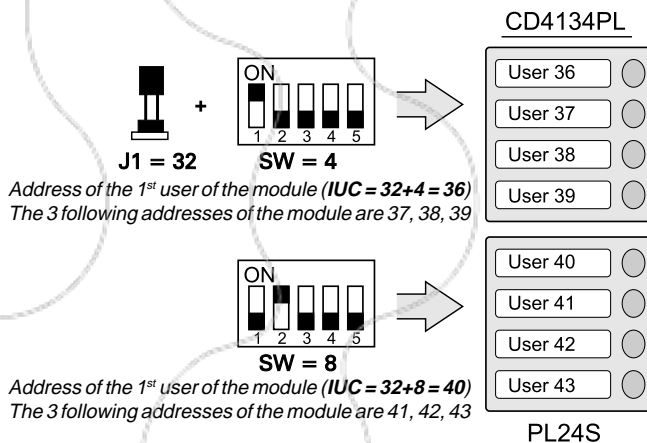 CD4134PL
ON
1 2 3 4 5
+
J1 = 32
SW = 4
Address of the 1st user of the module (IUC = 32+4 = 36)
The 3 following addresses of the module are 37, 38, 39
User 36
User 37
User 38
User 39
ON
1 2 3 4 5
SW = 8
Address of the 1st user of the module (IUC = 32+8 = 40)
The 3 following addresses of the module are 41, 42, 43
User 40
User 41
User 42
User 43
PL24S